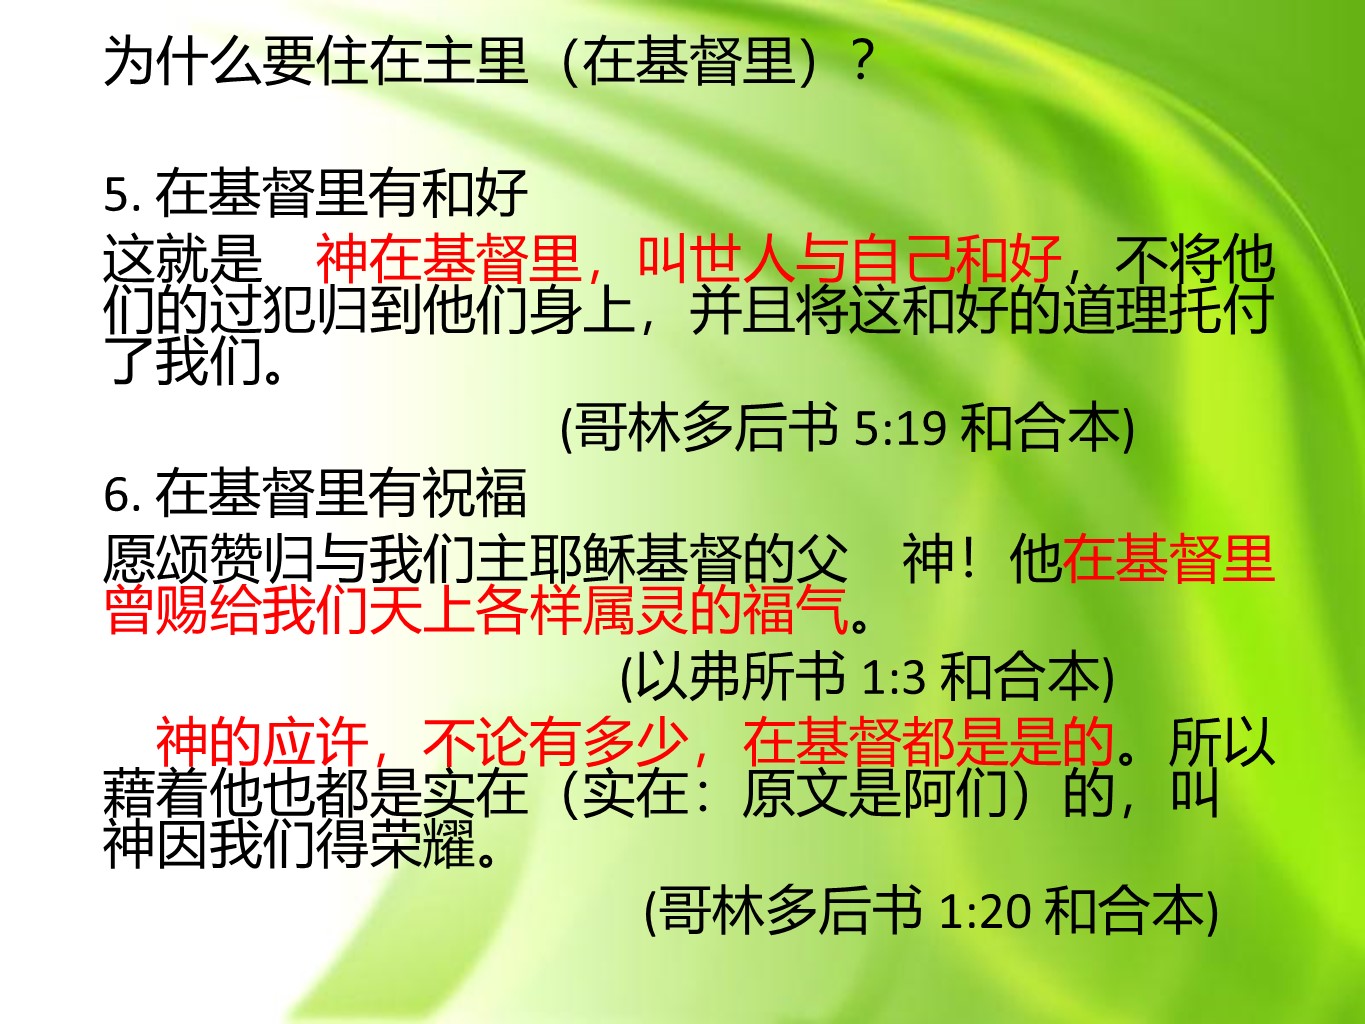 为什么要住在主里（在基督里）？
5. 在基督里有和好
这就是　神在基督里，叫世人与自己和好，不将他
们的过犯归到他们身上，并且将这和好的道理托付
了我们。
(哥林多后书 5:19 和合本)
6. 在基督里有祝福
愿颂赞归与我们主耶稣基督的父　神！他在基督里
曾赐给我们天上各样属灵的福气。
(以弗所书 1:3 和合本)
　神的应许，不论有多少，在基督都是是的。所以
藉着他也都是实在（实在：原文是阿们）的，叫
神因我们得荣耀。
(哥林多后书 1:20 和合本)